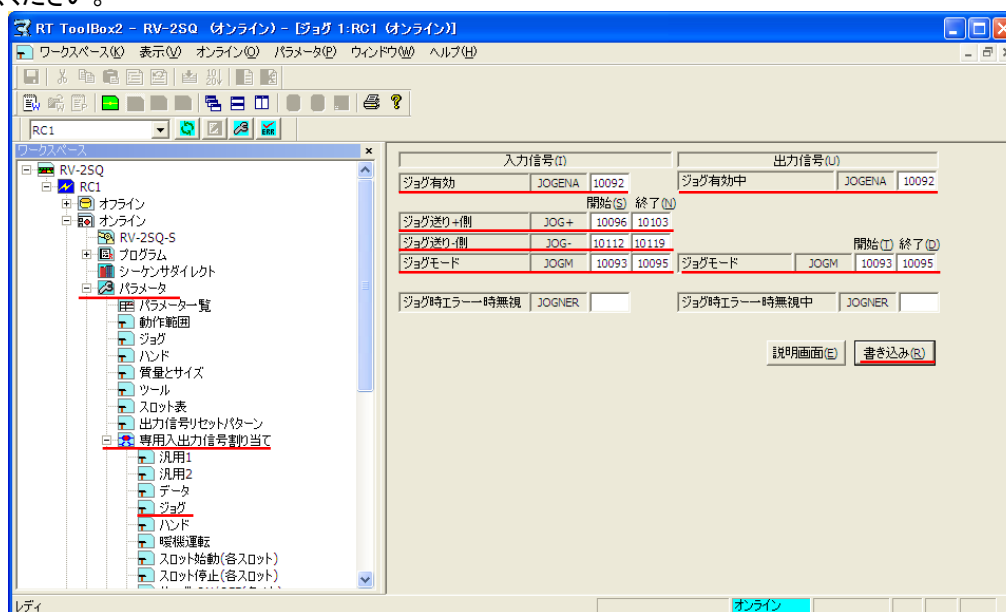 ください。
RT ToolBox2 - RV-2SQ (オンライン) - [ジョグ 1:RC1 (オンライン)]
ワークスペース(K) 表示(V) オンライン(O) パラメータ(P) ウィンドウ(W) ヘルプ(H)
RC1
ワークスペース
RV-2SQ
RC1
オフライン
オンライン
RV-2SQ-S
プログラム
シーケンサダイレクト
パラメータ
パラメータ一覧
動作範囲
ジョグ
ハンド
質量とサイズ
ツール
スロット表
出力信号リセットパターン
専用入出力信号割り当て
汎用1
汎用2
データ
ジョグ
ハンド
暖機運転
スロット始動(各スロット)
スロット停止(各スロット)
入力信号(I) 出力信号(U)
ジョグ有効 JOGENA 10092 ジョグ有効中 JOGENA 10092
開始(S) 終了(N)
ジョグ送り+側 JOG+ 10096 10103
ジョグ送り-側 JOG- 10112 10119 開始(T) 終了(D)
ジョグモード JOGM 10093 10095 ジョグモード JOGM 10093 10095
ジョグ時エラー一時無視 JOGNER ジョグ時エラー一時無視中 JOGNER
説明画面(E) 書き込み(R)
レディ オンライン